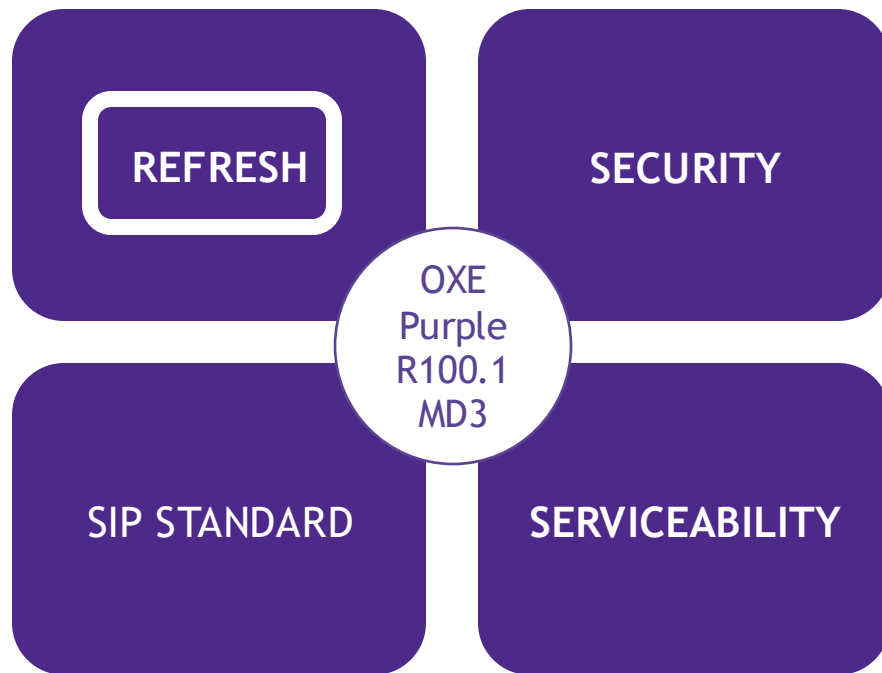 REFRESH
SECURITY
OXE
Purple
R100.1
MD3
SIP STANDARD
SERVICEABILITY